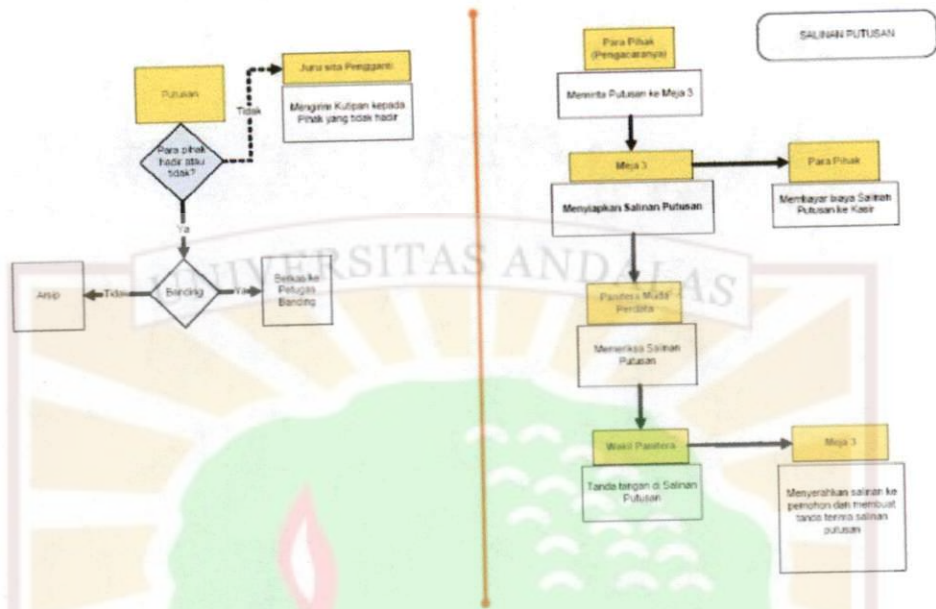 Putusan
Para pihak
hadir atau
tidak?
Tidak
Juru sita Pengganti
Mengirim Kutipan kepada
Pihak yang tidak hadir
Ya
Banding
Tidak
Arsip
Ya
Berkas ke
Petugas
Banding
SALINAN PUTUSAN
Para Pihak
(Pengacaranya)
Meminta Putusan ke Meja 3
Meja 3
Menyiapkan Salinan Putusan
Para Pihak
Membayar biaya Salinan
Putusan ke Kasir
Panitera Muda
Perdata
Memeriksa Salinan
Putusan
Wakil Panitera
Tanda tangan di Salinan
Putusan
Meja 3
Menyerahkan salinan ke
pemohon dan membuat
tanda terima salinan
putusan
UNIVERSITAS ANDALAS